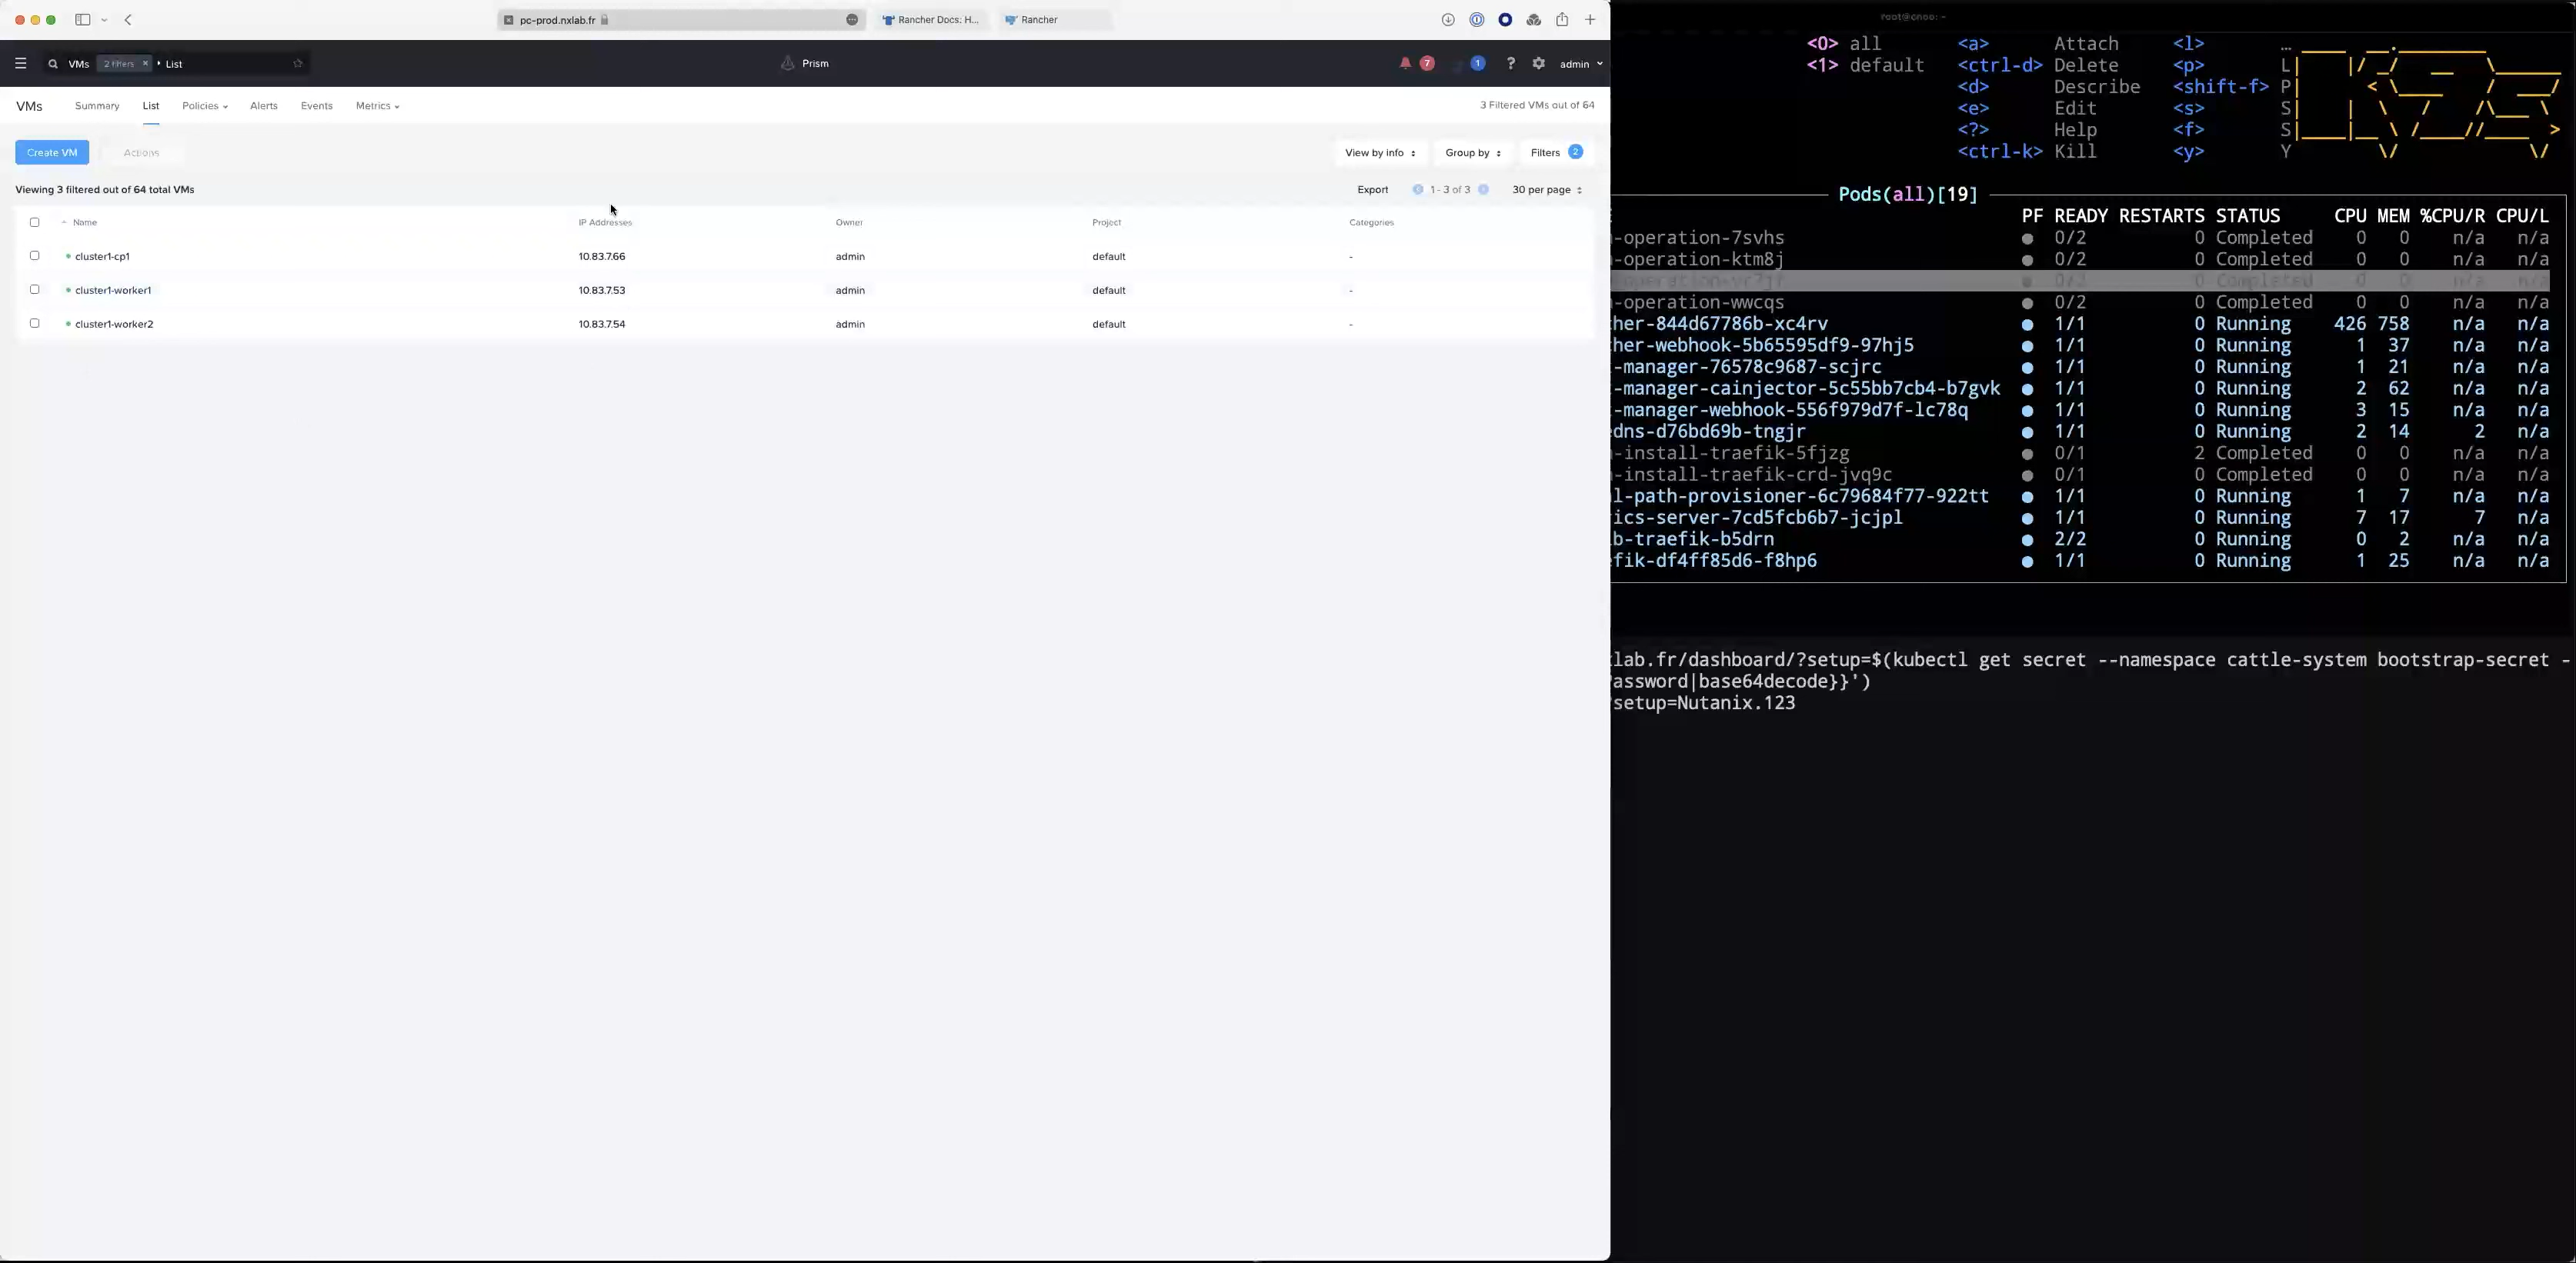 pc-prod.nxlab.fr
Rancher Docs: H...
Rancher
VMs 2 filters × List
Prism
7
1
?
admin
VMs Summary List Policies Alerts Events Metrics
3 Filtered VMs out of 64
Create VM Actions
View by info Group by Filters 2
Viewing 3 filtered out of 64 total VMs
Export 1 - 3 of 3 30 per page
Name IP Addresses Owner Project Categories
cluster1-cp1 10.83.7.66 admin default -
cluster1-worker1 10.83.7.53 admin default -
cluster1-worker2 10.83.7.54 admin default -
<0> all <a> Attach <l> …
<1> default <ctrl-d> Delete <p> L
<d> Describe <shift-f> P
<e> Edit <s> S
<?> Help <f> S
<ctrl-k> Kill <y> Y
Pods(all)[19]
PF READY RESTARTS STATUS CPU MEM %CPU/R CPU/L
-operation-7svhs ● 0/2 0 Completed 0 0 n/a n/a
-operation-ktm8j ● 0/2 0 Completed 0 0 n/a n/a
-operation-wwcqs ● 0/2 0 Completed 0 0 n/a n/a
her-844d67786b-xc4rv ● 1/1 0 Running 426 758 n/a n/a
her-webhook-5b65595df9-97hj5 ● 1/1 0 Running 1 37 n/a n/a
-manager-76578c9687-scjrc ● 1/1 0 Running 1 21 n/a n/a
-manager-cainjector-5c55bb7cb4-b7gvk ● 1/1 0 Running 2 62 n/a n/a
-manager-webhook-556f979d7f-lc78q ● 1/1 0 Running 3 15 n/a n/a
dns-d76bd69b-tngjr ● 1/1 0 Running 2 14 2 n/a
-install-traefik-5fjzg ● 0/1 2 Completed 0 0 n/a n/a
-install-traefik-crd-jvq9c ● 0/1 0 Completed 0 0 n/a n/a
l-path-provisioner-6c79684f77-922tt ● 1/1 0 Running 1 7 n/a n/a
ics-server-7cd5fcb6b7-jcjpl ● 1/1 0 Running 7 17 7 n/a
b-traefik-b5drn ● 2/2 0 Running 0 2 n/a n/a
fik-df4ff85d6-f8hp6 ● 1/1 0 Running 1 25 n/a n/a
lab.fr/dashboard/?setup=$(kubectl get secret --namespace cattle-system bootstrap-secret -
assword|base64decode}}')
setup=Nutanix.123